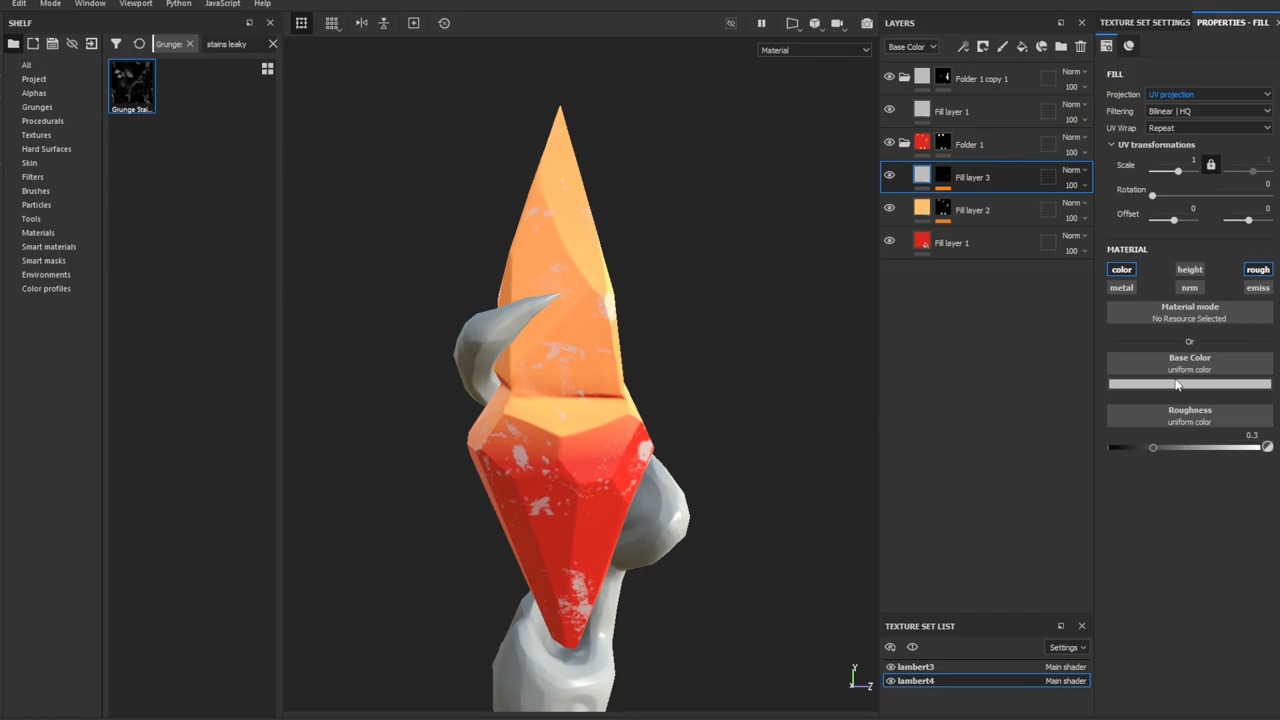 Edit Mode Window Viewport Python JavaScript Help
SHELF
Grunge stains leaky
All
Project
Alphas
Grunges
Procedurals
Textures
Hard Surfaces
Skin
Filters
Brushes
Particles
Tools
Materials
Smart materials
Smart masks
Environments
Color profiles
Grunge Stai...
Material
Y
Z
LAYERS
Base Color
Folder 1 copy 1 Norm 100
Fill layer 1 Norm 100
Folder 1 Norm 100
Fill layer 3 Norm 100
Fill layer 2 Norm 100
Fill layer 1 Norm 100
TEXTURE SET LIST
Settings
lambert3 Main shader
lambert4 Main shader
TEXTURE SET SETTINGS PROPERTIES - FILL
FILL
Projection UV projection
Filtering Bilinear | HQ
UV Wrap Repeat
UV transformations
Scale 1 1
Rotation 0
Offset 0 0
MATERIAL
color height rough
metal nrm emiss
Material mode
No Resource Selected
Or
Base Color
uniform color
Roughness
uniform color
0.3